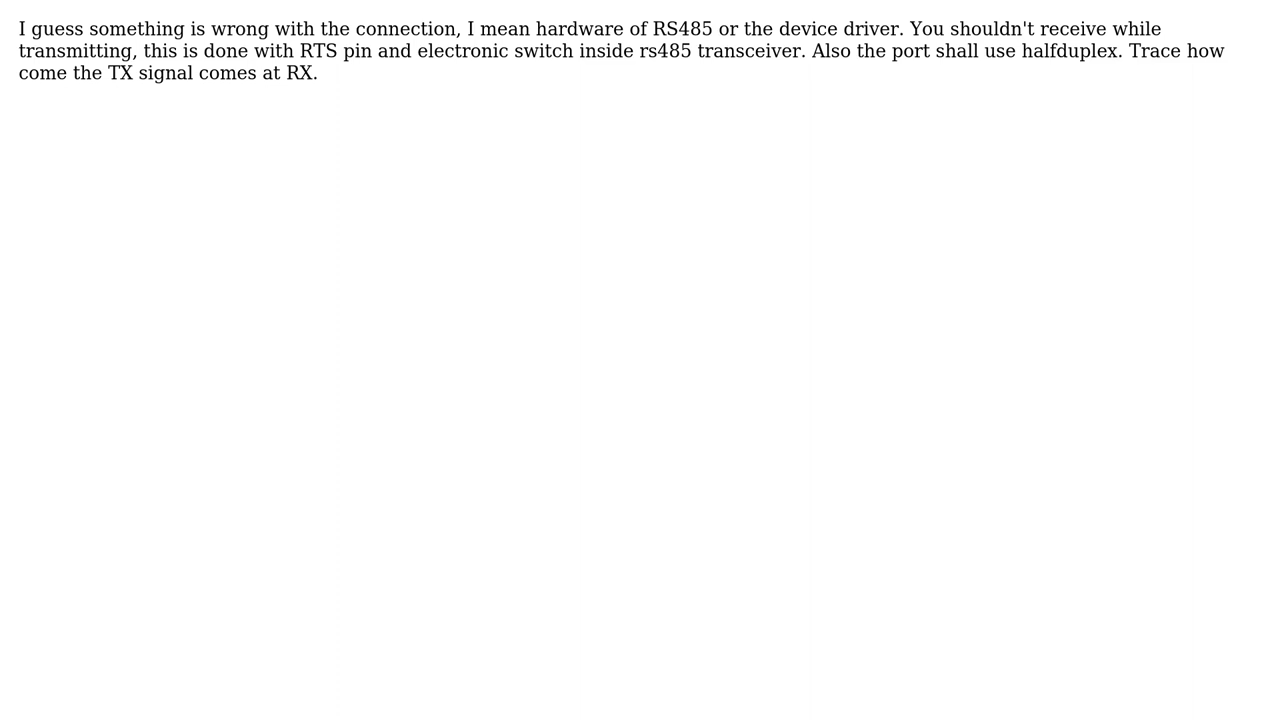 I guess something is wrong with the connection, I mean hardware of RS485 or the device driver. You shouldn't receive while
transmitting, this is done with RTS pin and electronic switch inside rs485 transceiver. Also the port shall use halfduplex. Trace how
come the TX signal comes at RX.